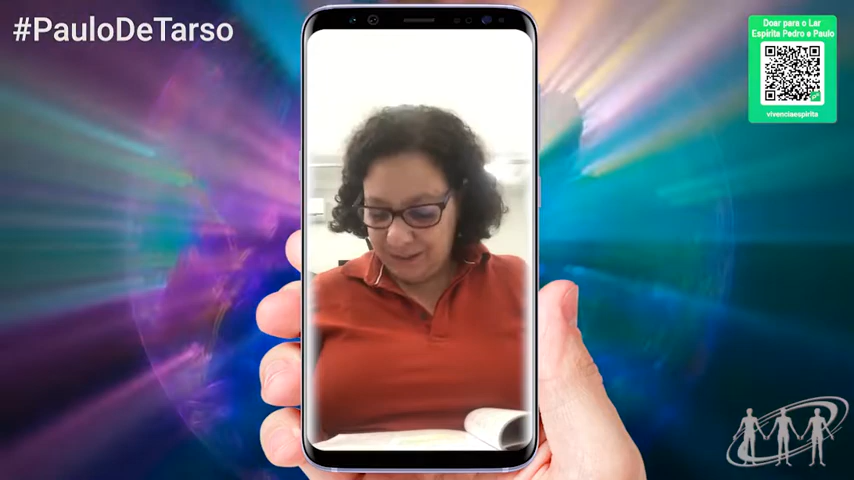 #PauloDeTarso
Doar para o Lar
Espírita Pedro e Paulo
vivenciaespirita